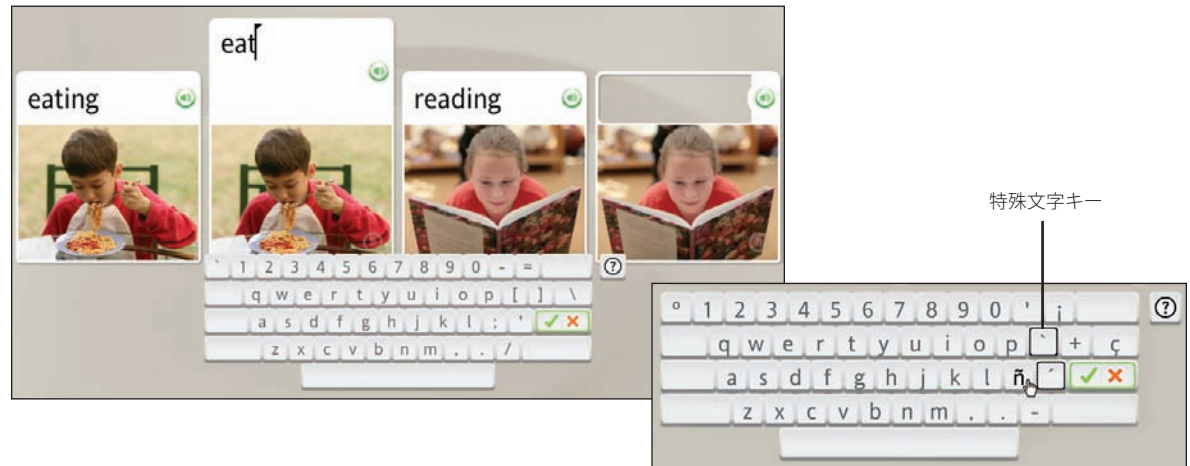 eat
eating
reading
` 1 2 3 4 5 6 7 8 9 0 - =
?
q w e r t y u i o p [ ] \
a s d f g h j k l ; '
z x c v b n m , . /
特殊文字キー
º 1 2 3 4 5 6 7 8 9 0 ' ¡
?
q w e r t y u i o p ` + ç
a s d f g h j k l ñ ´
z x c v b n m , . -